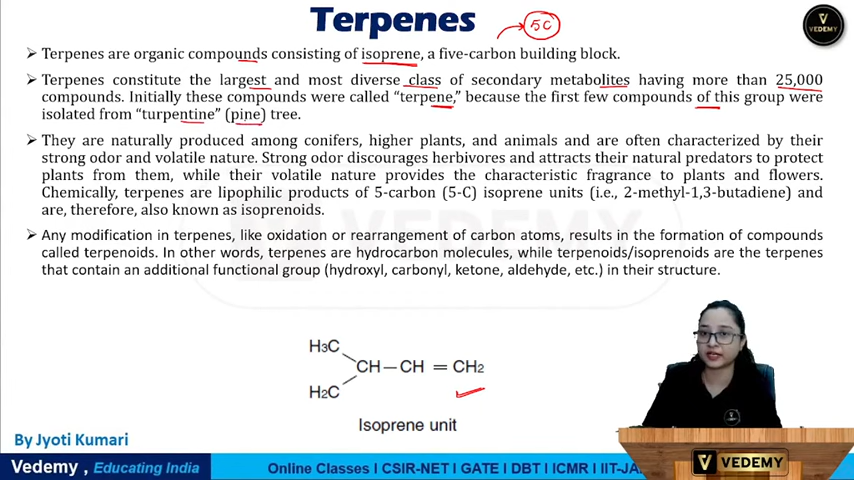 Terpenes
5C
➢ Terpenes are organic compounds consisting of isoprene, a five-carbon building block.
➢ Terpenes constitute the largest and most diverse class of secondary metabolites having more than 25,000
compounds. Initially these compounds were called "terpene," because the first few compounds of this group were
isolated from "turpentine" (pine) tree.
➢ They are naturally produced among conifers, higher plants, and animals and are often characterized by their
strong odor and volatile nature. Strong odor discourages herbivores and attracts their natural predators to protect
plants from them, while their volatile nature provides the characteristic fragrance to plants and flowers.
Chemically, terpenes are lipophilic products of 5-carbon (5-C) isoprene units (i.e., 2-methyl-1,3-butadiene) and
are, therefore, also known as isoprenoids.
➢ Any modification in terpenes, like oxidation or rearrangement of carbon atoms, results in the formation of compounds
called terpenoids. In other words, terpenes are hydrocarbon molecules, while terpenoids/isoprenoids are the terpenes
that contain an additional functional group (hydroxyl, carbonyl, ketone, aldehyde, etc.) in their structure.
H3C
CH — CH = CH2
H2C
Isoprene unit
By Jyoti Kumari
Vedemy , Educating India
Online Classes I CSIR-NET I GATE I DBT I ICMR I IIT-JA
VEDEMY
VEDEMY
VEDEMY